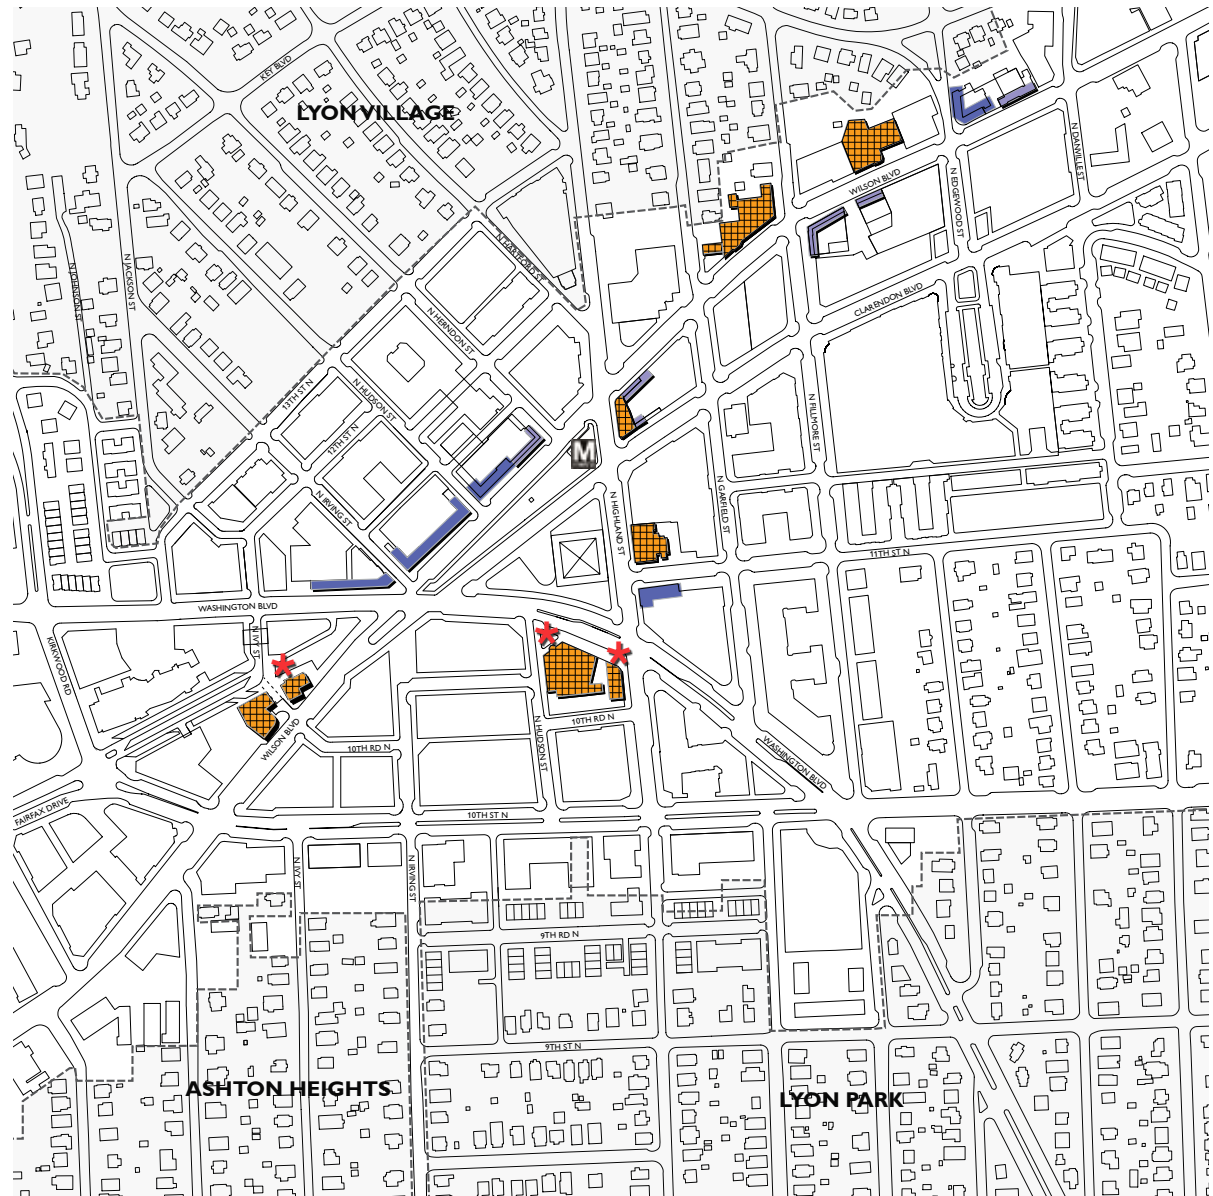 KEY BLVD
LYON VILLAGE
N DANVILLE ST
WILSON BLVD
N EDGEWOOD ST
N HARTFORD ST
N JOHNSON ST
N JACKSON ST
CLARENDON BLVD
N HERNDON ST
13TH ST N
N HUDSON ST
12TH ST N
N FILLMORE ST
M
N IRVING ST
N HIGHLAND ST
N GARFIELD ST
11TH ST N
WASHINGTON BLVD
N IVY ST
KIRKWOOD RD
10TH RD N
N HUDSON ST
WILSON BLVD
10TH RD N
WASHINGTON BLVD
FAIRFAX DRIVE
10TH ST N
N IVY ST
N IRVING ST
9TH RD N
9TH ST N
ASHTON HEIGHTS
LYON PARK